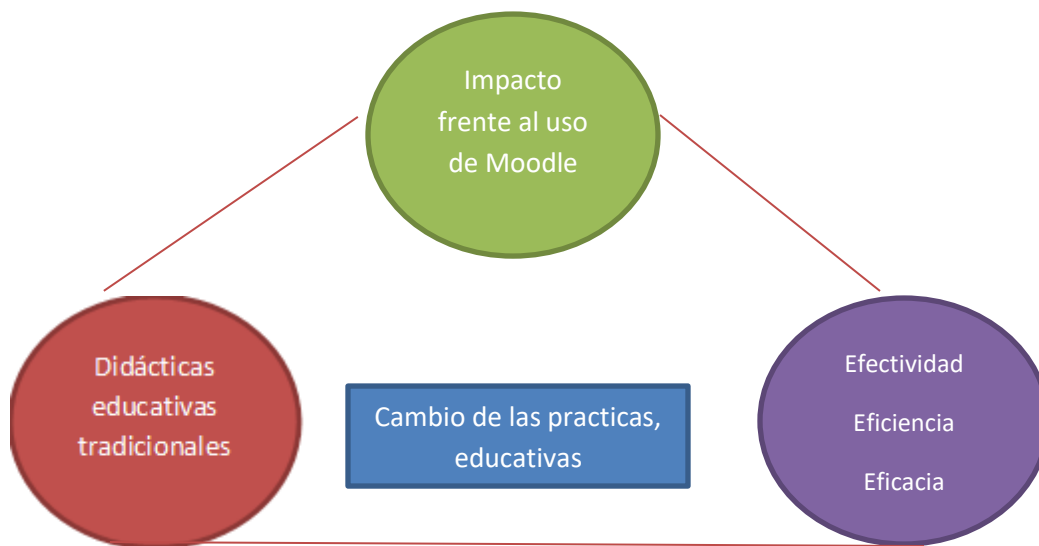 Impacto
frente al uso
de Moodle
Didácticas
educativas
tradicionales
Cambio de las practicas,
educativas
Efectividad
Eficiencia
Eficacia